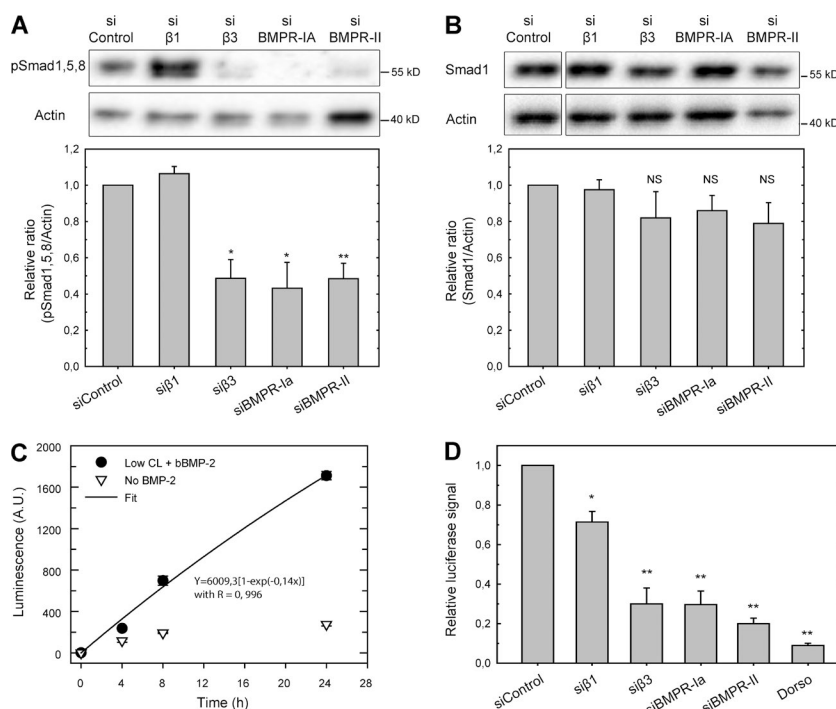 A
si Control
si β1
si β3
si BMPR-IA
si BMPR-II
pSmad1,5,8
55 kD
Actin
40 kD
Relative ratio
(pSmad1,5,8/Actin)
1,2
1,0
0,8
0,6
0,4
0,2
0,0
*
*
**
siControl
siβ1
siβ3
siBMPR-Ia
siBMPR-II
B
si Control
si β1
si β3
si BMPR-IA
si BMPR-II
Smad1
55 kD
Actin
40 kD
Relative ratio
(Smad1/Actin)
1,2
1,0
0,8
0,6
0,4
0,2
0,0
NS
NS
NS
siControl
siβ1
siβ3
siBMPR-Ia
siBMPR-II
C
Luminescence (A.U.)
2000
1600
1200
800
400
0
Low CL + bBMP-2
No BMP-2
Fit
Y=6009,3[1-exp(-0,14x)]
with R = 0, 996
0 4 8 12 16 20 24 28
Time (h)
D
Relative luciferase signal
1,0
0,8
0,6
0,4
0,2
0,0
*
**
**
**
**
siControl
siβ1
siβ3
siBMPR-Ia
siBMPR-II
Dorso